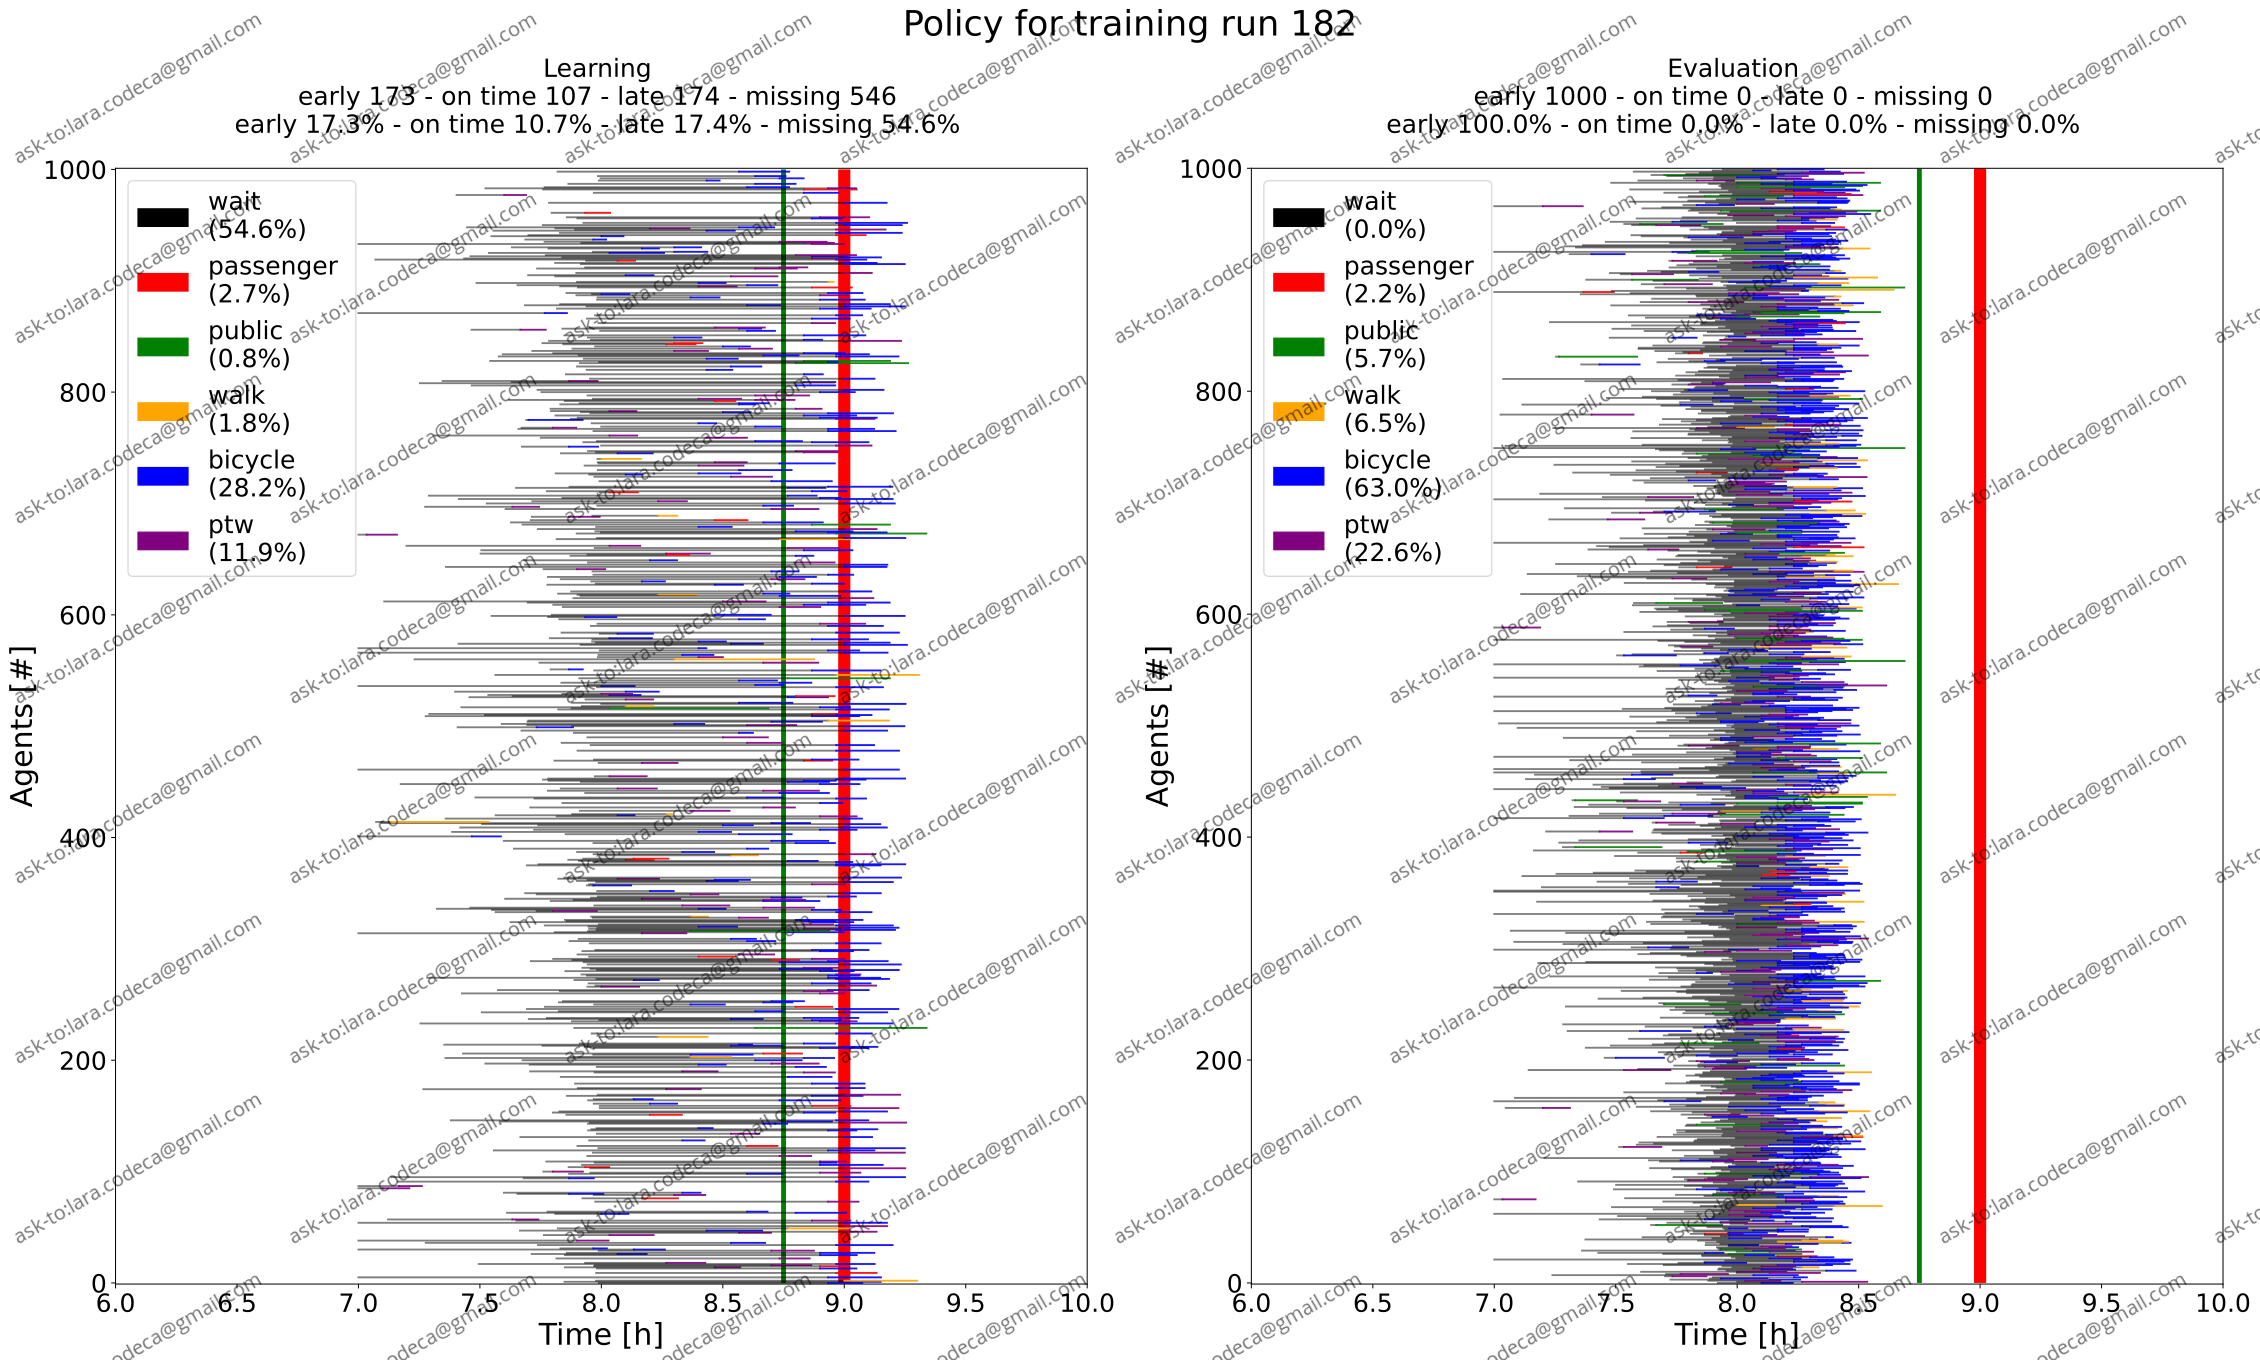 Policy for training run 182
Learning
early 173 - on time 107 - late 174 - missing 546
early 17.3% - on time 10.7% - late 17.4% - missing 54.6%
1000
800
600
400
200
0
Agents [#]
wait
(54.6%)
passenger
(2.7%)
public
(0.8%)
walk
(1.8%)
bicycle
(28.2%)
ptw
(11.9%)
6.0 6.5 7.0 7.5 8.0 8.5 9.0 9.5 10.0
Time [h]
Evaluation
early 1000 - on time 0 - late 0 - missing 0
early 100.0% - on time 0.0% - late 0.0% - missing 0.0%
1000
800
600
400
200
0
Agents [#]
wait
(0.0%)
passenger
(2.2%)
public
(5.7%)
walk
(6.5%)
bicycle
(63.0%)
ptw
(22.6%)
6.0 6.5 7.0 7.5 8.0 8.5 9.0 9.5 10.0
Time [h]
ask-to:lara.codeca@gmail.com